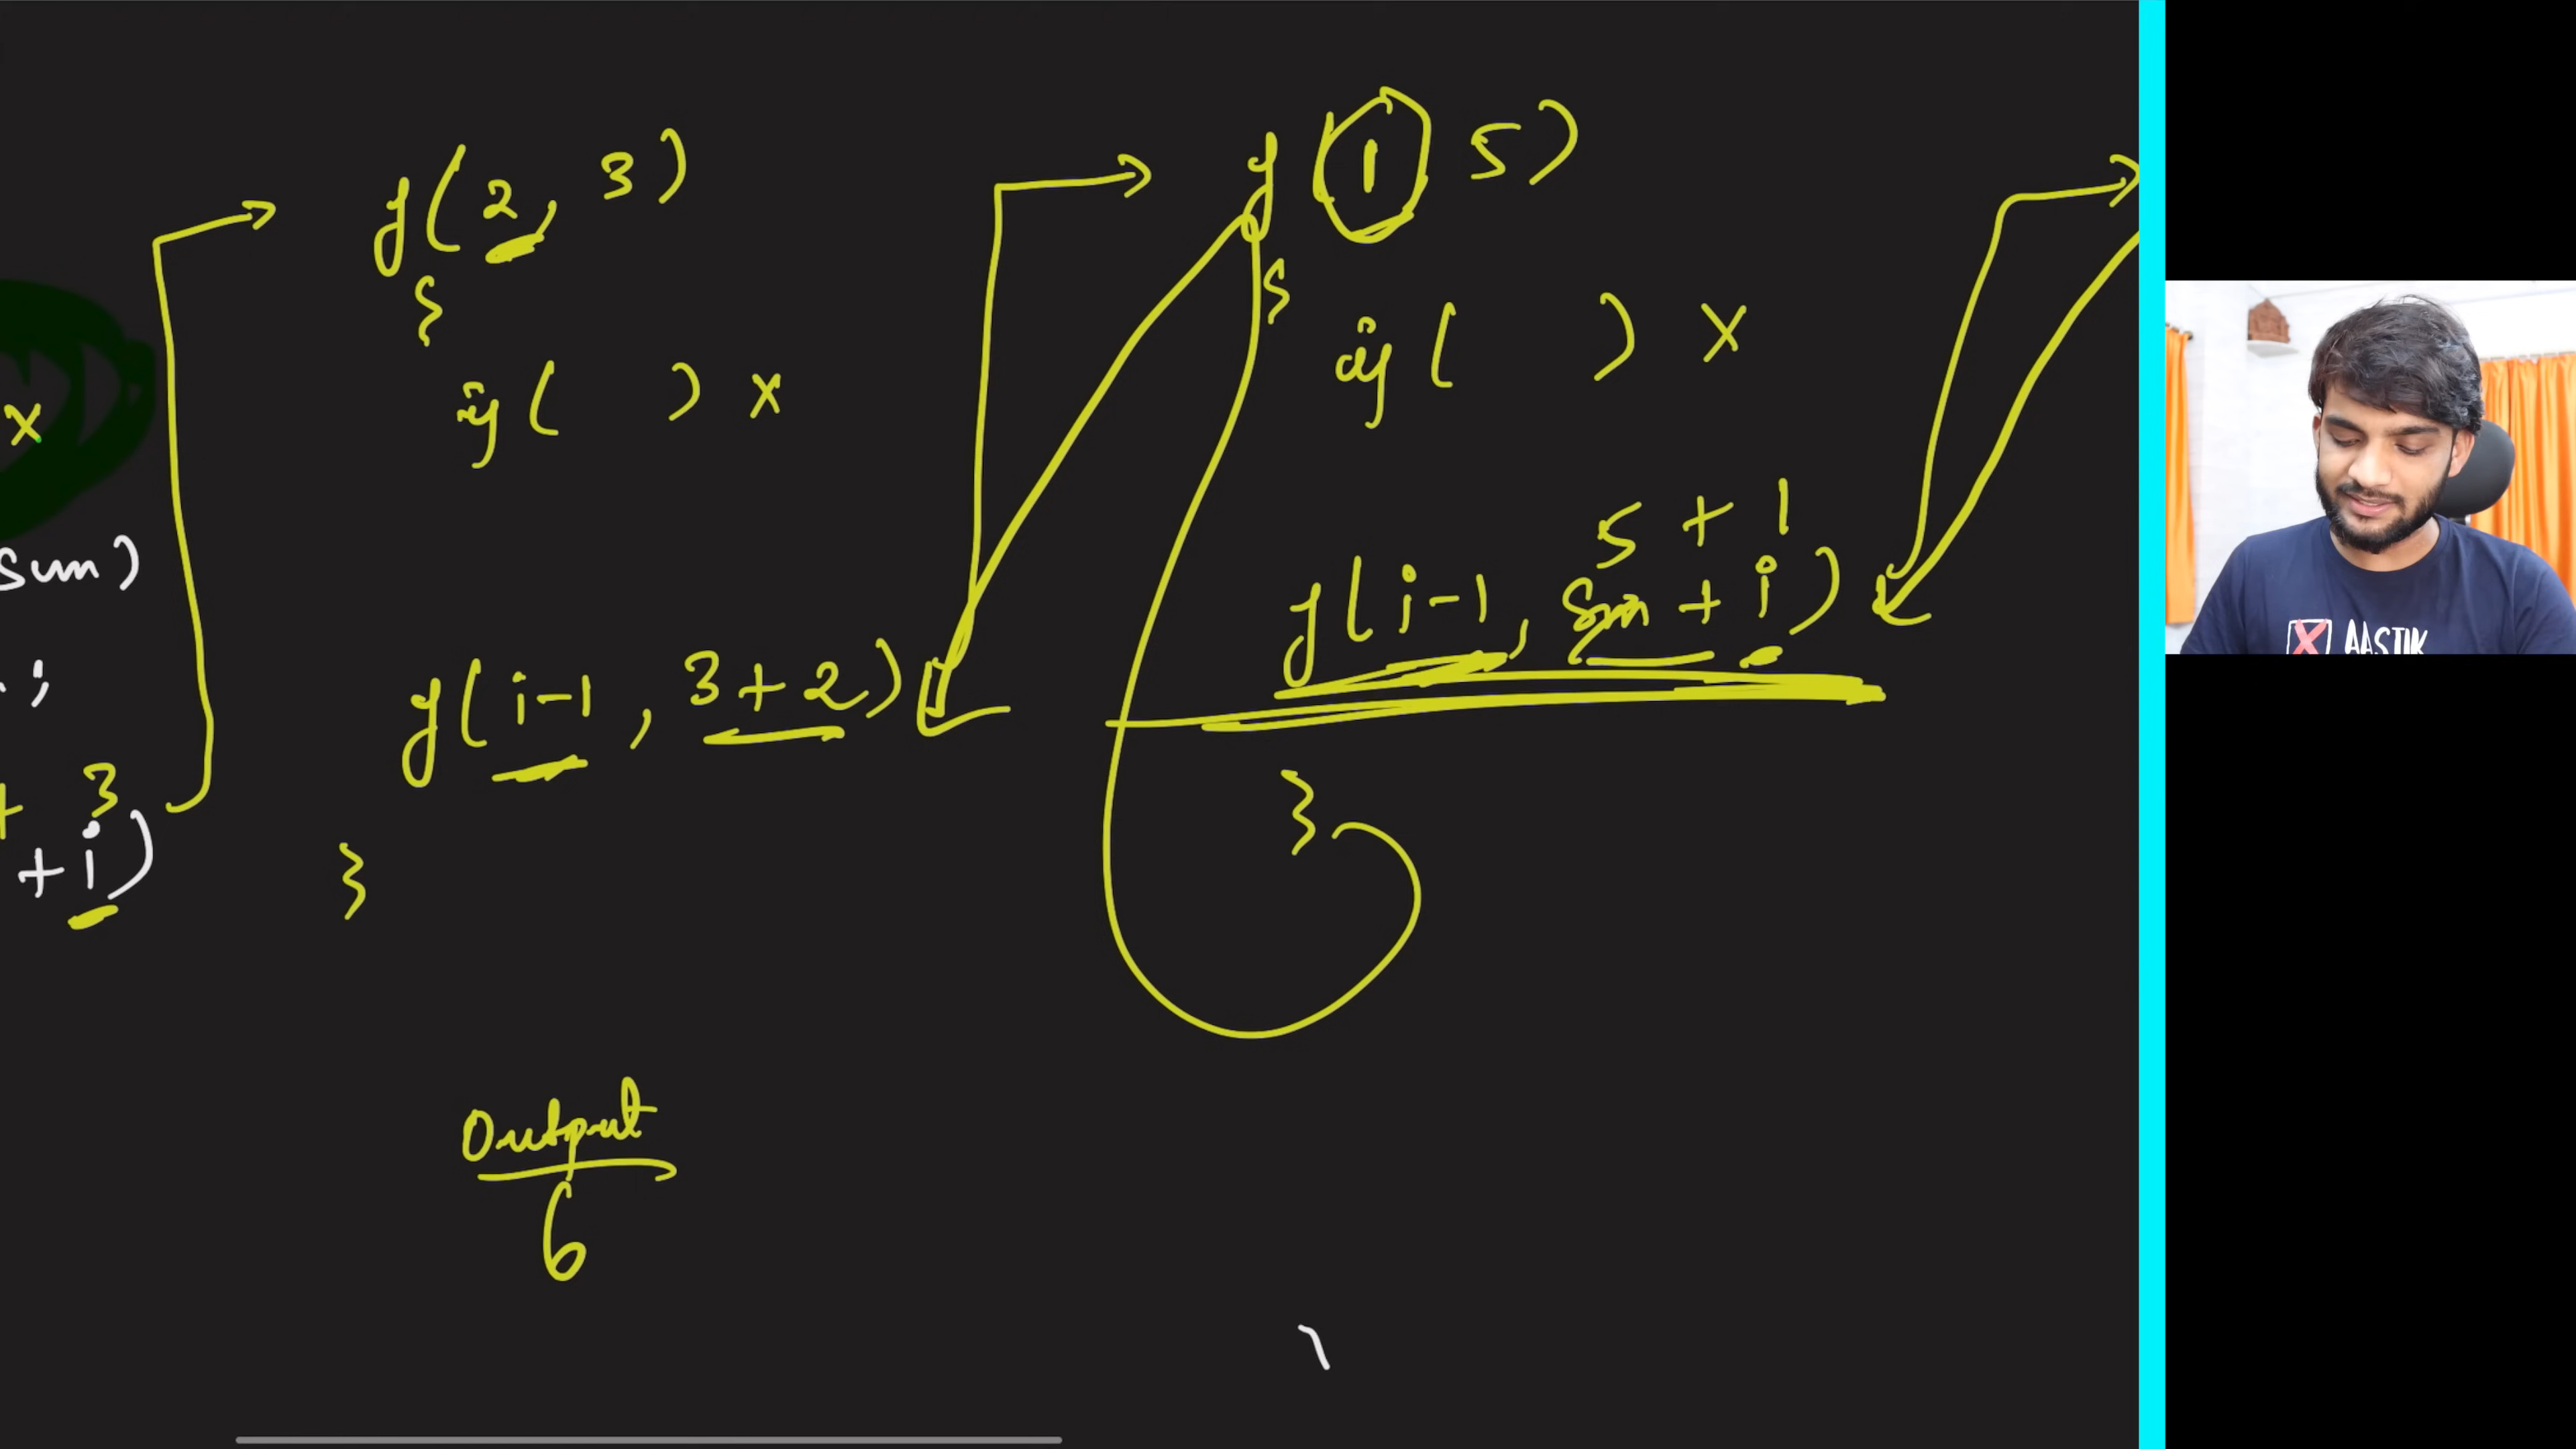 f(2, 3)
{
if( ) x
f(i-1, 3+2)
}
x
Sum)
;
+ 3
+i)
f(1 5)
{
if( ) x
5 + 1
f(i-1, Sum + i)
}
Output
6
AASTIK